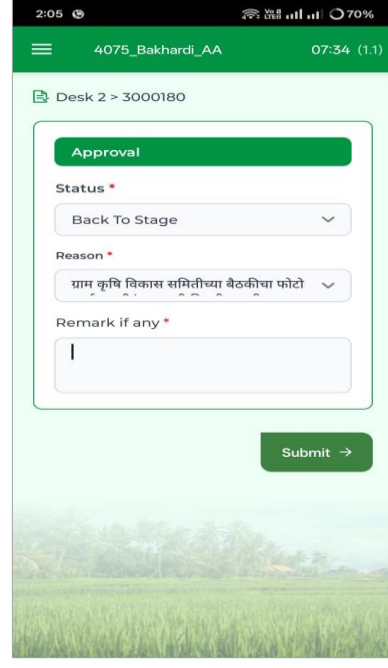 2:05 70%
4075_Bakhardi_AA 07:34 (1.1)
Desk 2 > 3000180
Approval
Status *
Back To Stage
Reason *
ग्राम कृषि विकास समितीच्या बैठकीचा फोटो
Remark if any *
Submit →